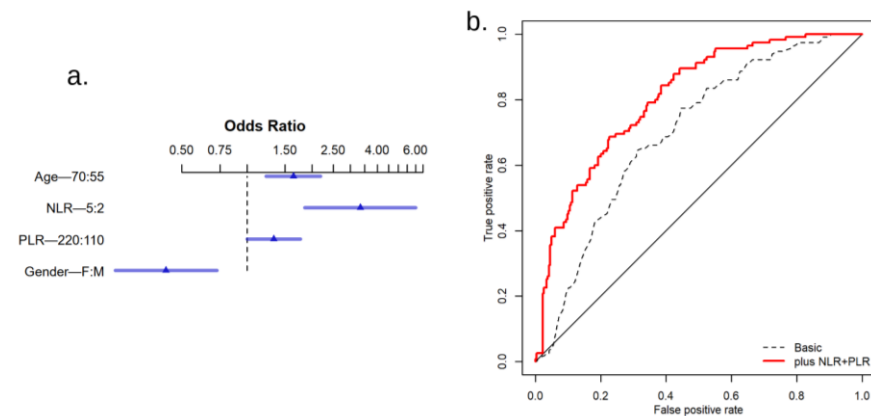 a.
Odds Ratio
0.50 0.75 1.50 2.50 4.00 6.00
Age—70:55
NLR—5:2
PLR—220:110
Gender—F:M
b.
True positive rate
1.0
0.8
0.6
0.4
0.2
0.0
Basic
plus NLR+PLR
0.0 0.2 0.4 0.6 0.8 1.0
False positive rate